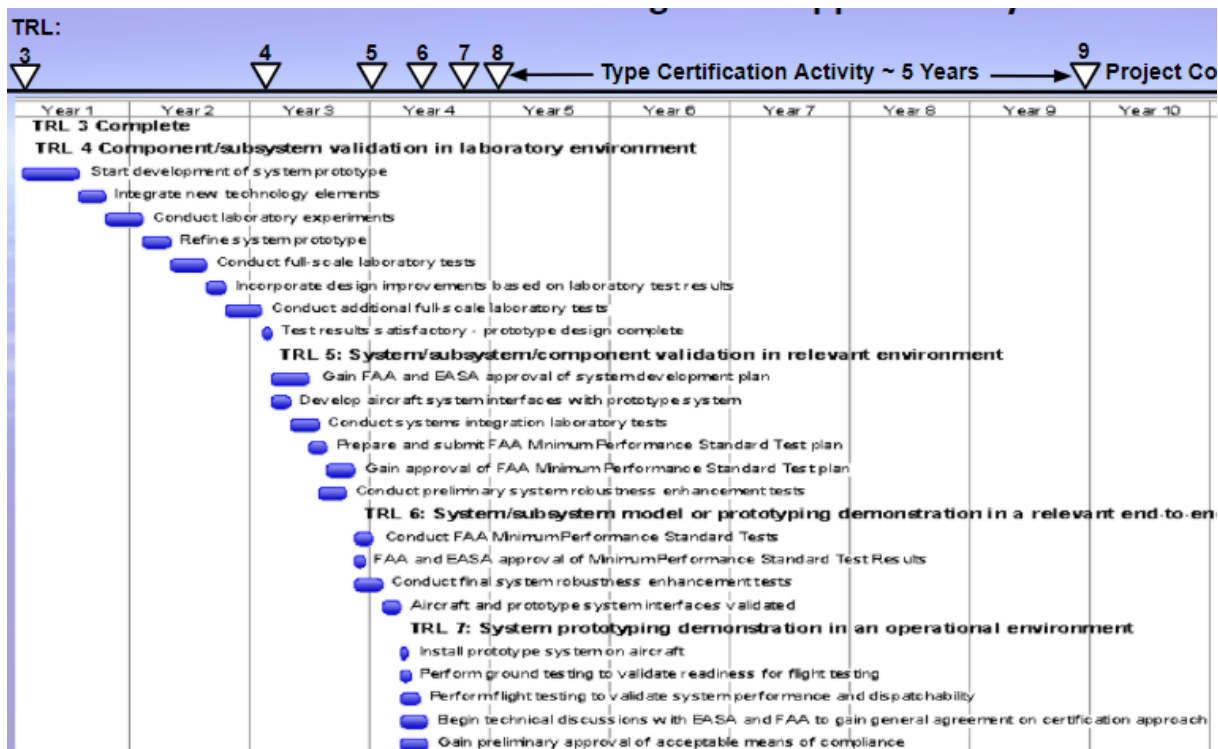 TRL:
3 4 5 6 7 8 Type Certification Activity ~ 5 Years 9 Project Co
Year 1 Year 2 Year 3 Year 4 Year 5 Year 6 Year 7 Year 8 Year 9 Year 10
TRL 3 Complete
TRL 4 Component/subsystem validation in laboratory environment
Start development of system prototype
Integrate new technology elements
Conduct laboratory experiments
Refine system prototype
Conduct full-scale laboratory tests
Incorporate design improvements based on laboratory test results
Conduct additional full-scale laboratory tests
Test results satisfactory - prototype design complete
TRL 5: System/subsystem/component validation in relevant environment
Gain FAA and EASA approval of system development plan
Develop aircraft system interfaces with prototype system
Conduct systems integration laboratory tests
Prepare and submit FAA Minimum Performance Standard Test plan
Gain approval of FAA Minimum Performance Standard Test plan
Conduct preliminary system robustness enhancement tests
TRL 6: System/subsystem model or prototyping demonstration in a relevant end-to-en
Conduct FAA Minimum Performance Standard Tests
FAA and EASA approval of Minimum Performance Standard Test Results
Conduct final system robustness enhancement tests
Aircraft and prototype system interfaces validated
TRL 7: System prototyping demonstration in an operational environment
Install prototype system on aircraft
Perform ground testing to validate readiness for flight testing
Perform flight testing to validate system performance and dispatchability
Begin technical discussions with EASA and FAA to gain general agreement on certification approach
Gain preliminary approval of acceptable means of compliance